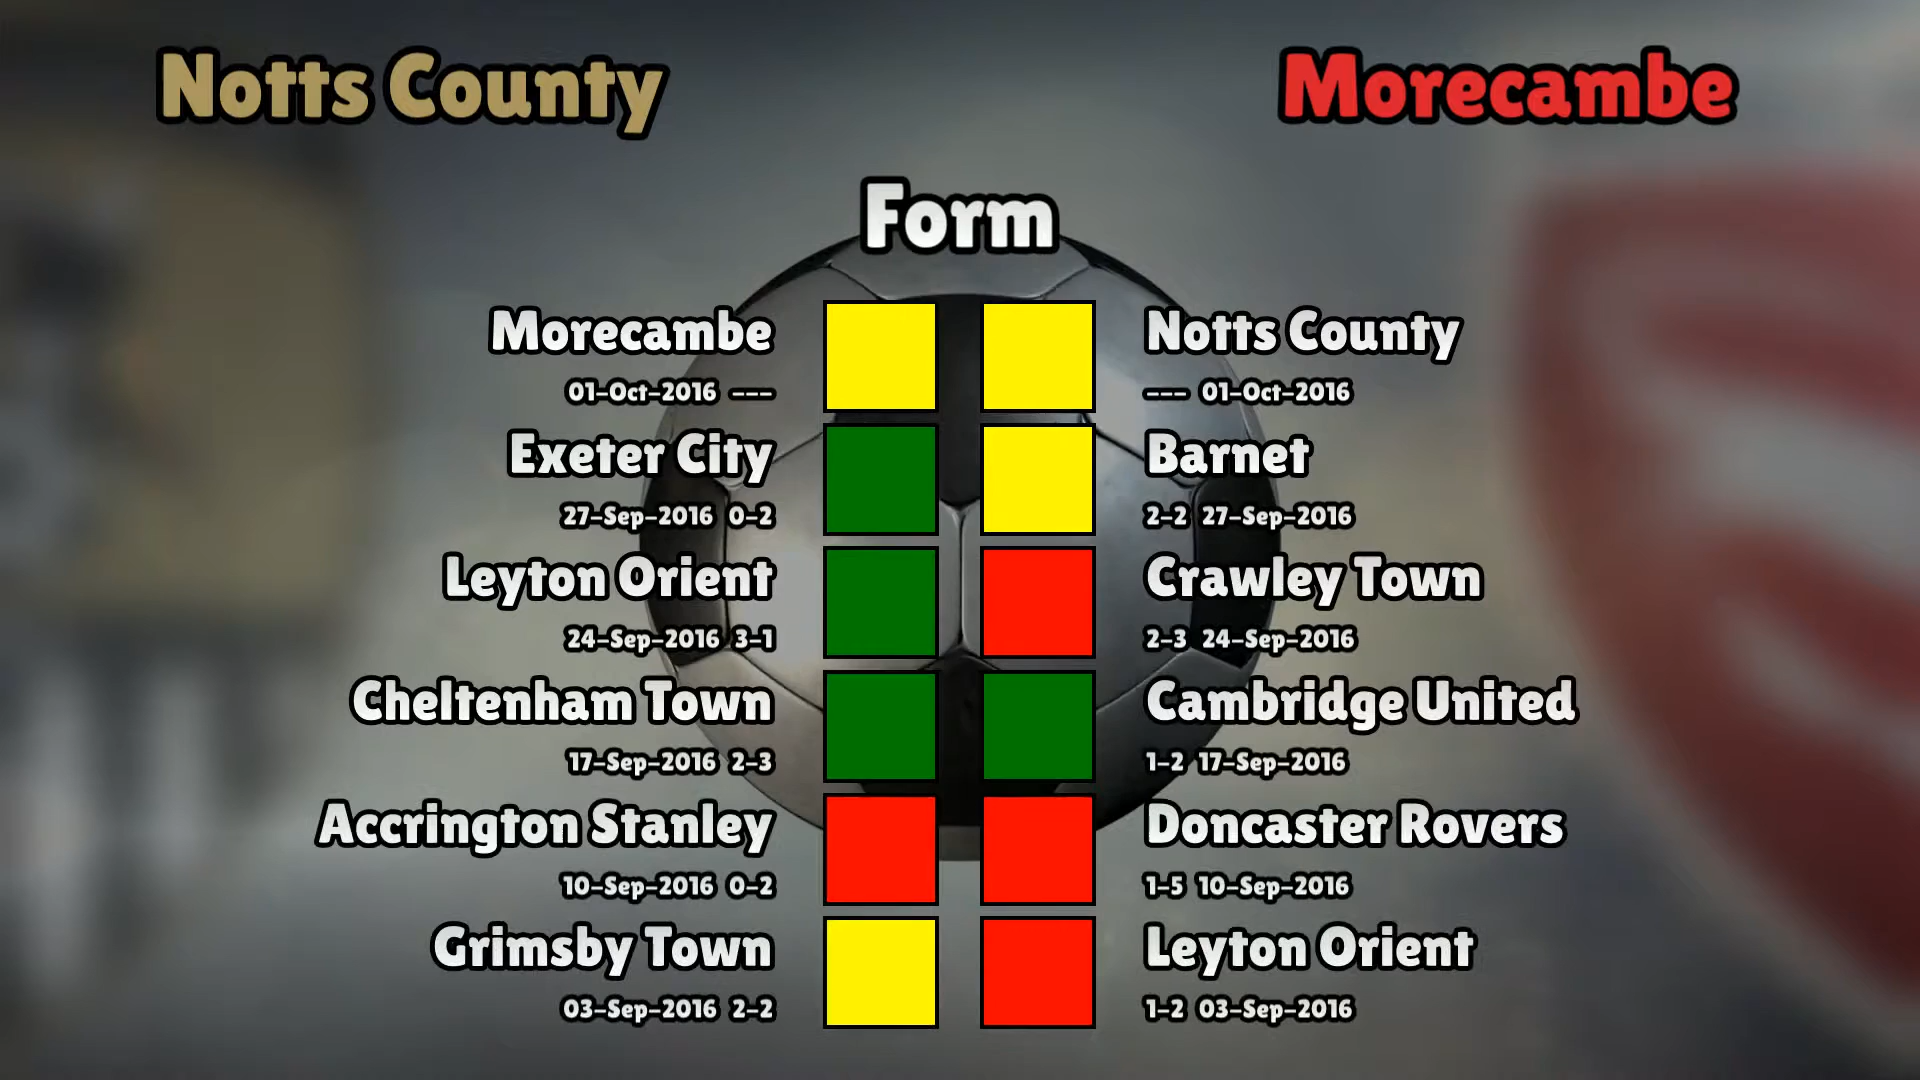 Notts County
Morecambe
Form
Morecambe
01-Oct-2016 ---
Notts County
--- 01-Oct-2016
Exeter City
27-Sep-2016 0-2
Barnet
2-2 27-Sep-2016
Leyton Orient
24-Sep-2016 3-1
Crawley Town
2-3 24-Sep-2016
Cheltenham Town
17-Sep-2016 2-3
Cambridge United
1-2 17-Sep-2016
Accrington Stanley
10-Sep-2016 0-2
Doncaster Rovers
1-5 10-Sep-2016
Grimsby Town
03-Sep-2016 2-2
Leyton Orient
1-2 03-Sep-2016